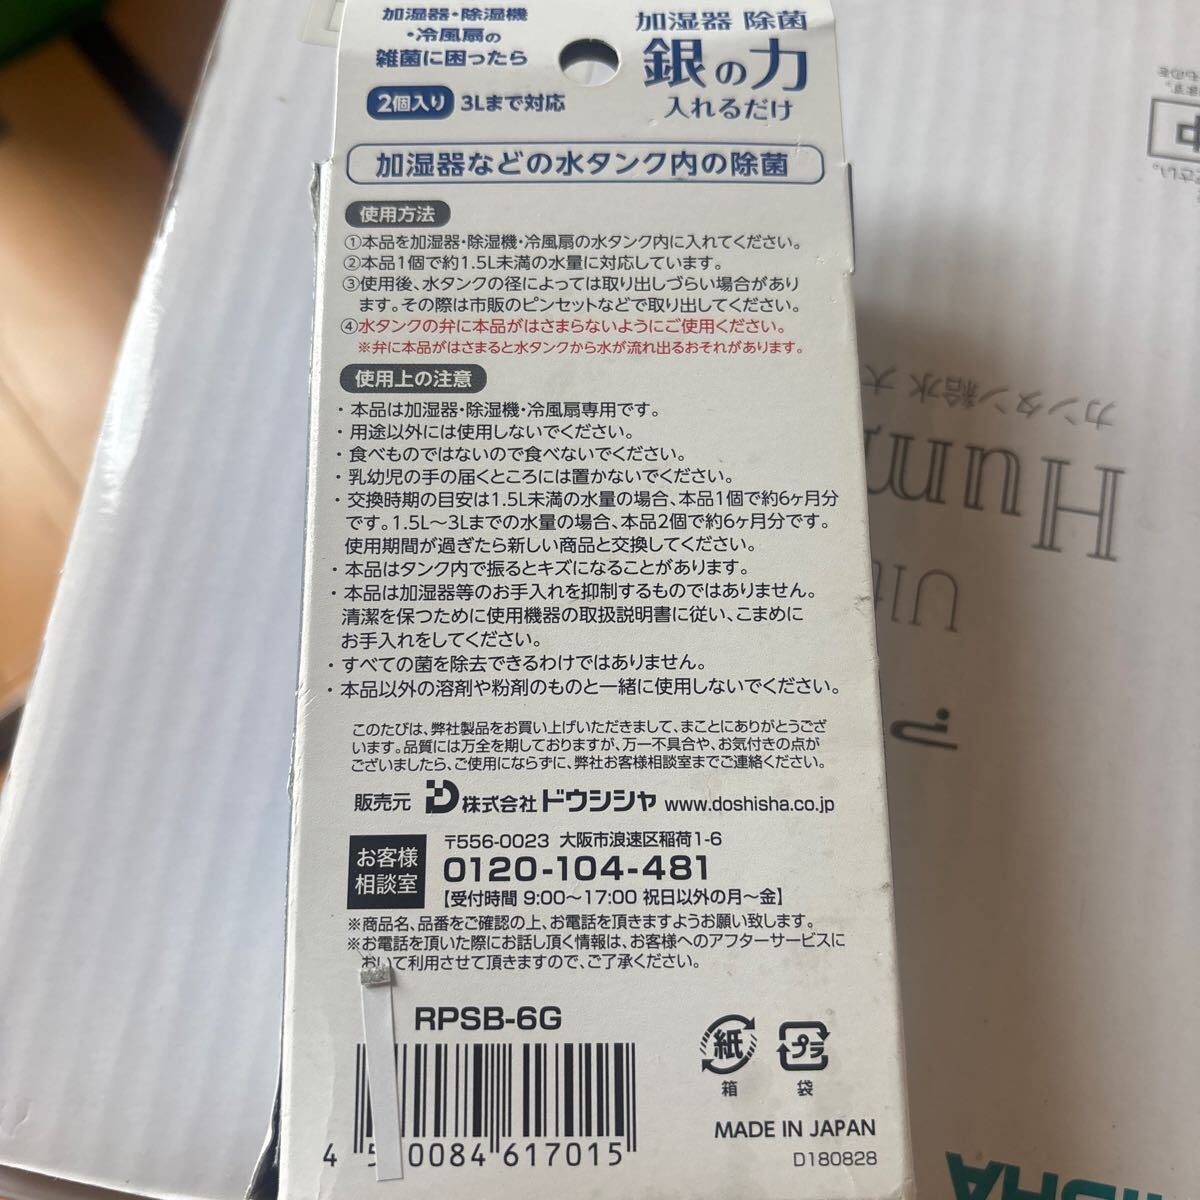 加湿器・除湿機
・冷風扇の
雑菌に困ったら
2個入り 3Lまで対応
加湿器 除菌
銀の力
入れるだけ
加湿器などの水タンク内の除菌
使用方法
①本品を加湿器・除湿機・冷風扇の水タンク内に入れてください。
②本品1個で約1.5L未満の水量に対応しています。
③使用後、水タンクの径によっては取り出しづらい場合があり
ます。その際は市販のピンセットなどで取り出してください。
④水タンクの弁に本品がはさまらないようにご使用ください。
※弁に本品がはさまると水タンクから水が流れ出るおそれがあります。
使用上の注意
・本品は加湿器・除湿機・冷風扇専用です。
・用途以外には使用しないでください。
・食べものではないので食べないでください。
・乳幼児の手の届くところには置かないでください。
・交換時期の目安は1.5L未満の水量の場合、本品1個で約6ヶ月分
です。1.5L〜3Lまでの水量の場合、本品2個で約6ヶ月分です。
使用期間が過ぎたら新しい商品と交換してください。
・本品はタンク内で振るとキズになることがあります。
・本品は加湿器等のお手入れを抑制するものではありません。
清潔を保つために使用機器の取扱説明書に従い、こまめに
お手入れをしてください。
・すべての菌を除去できるわけではありません。
・本品以外の溶剤や粉剤のものと一緒に使用しないでください。
このたびは、弊社製品をお買い上げいただきまして、まことにありがとうござ
います。品質には万全を期しておりますが、万一不具合や、お気付きの点が
ございましたら、ご使用にならずに、弊社お客様相談室までご連絡ください。
販売元 株式会社ドウシシャ www.doshisha.co.jp
お客様
相談室
〒556-0023 大阪市浪速区稲荷1-6
0120-104-481
【受付時間 9:00〜17:00 祝日以外の月〜金】
※商品名、品番をご確認の上、お電話を頂きますようお願い致します。
※お電話を頂いた際にお話し頂く情報は、お客様へのアフターサービスに
おいて利用させて頂きますので、ご了承ください。
RPSB-6G
4 5 0084 617015
紙
箱
プラ
袋
MADE IN JAPAN
D180828
カンタン給水 大
Hum
Ult